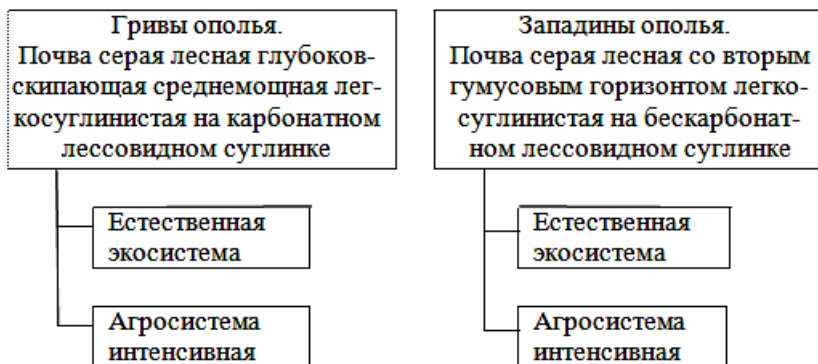 Гривы ополья.
Почва серая лесная глубоков-
скипающая среднемощная лег-
косуглинистая на карбонатном
лессовидном суглинке
Естественная
экосистема
Агросистема
интенсивная
Западины ополья.
Почва серая лесная со вторым
гумусовым горизонтом легко-
суглинистая на бескарбонат-
ном лессовидном суглинке
Естественная
экосистема
Агросистема
интенсивная